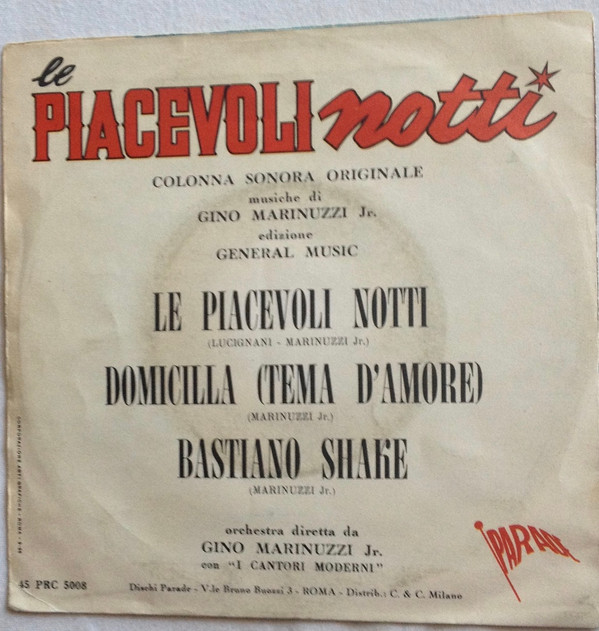 le
PIACEVOLI notti
COLONNA SONORA ORIGINALE
musiche di
GINO MARINUZZI Jr.
edizione
GENERAL MUSIC
LE PIACEVOLI NOTTI
(LUCIGNANI - MARINUZZI Jr.)
DOMICILLA (TEMA D'AMORE)
(MARINUZZI Jr.)
BASTIANO SHAKE
(MARINUZZI Jr.)
orchestra diretta da
GINO MARINUZZI Jr.
con "I CANTORI MODERNI"
PARADE
45 PRC 5008
Dischi Parade - V.le Bruno Buozzi 3 - ROMA - Distrib.: C. & C. Milano